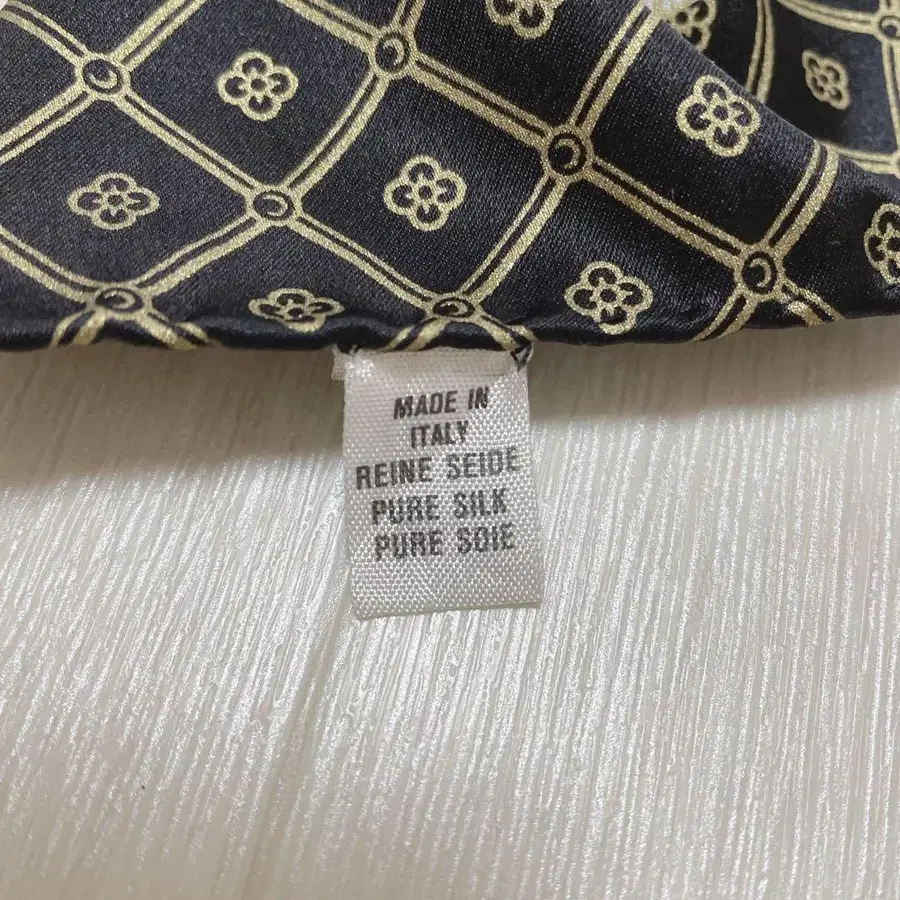 MADE IN
ITALY
REINE SEIDE
PURE SILK
PURE SOIE